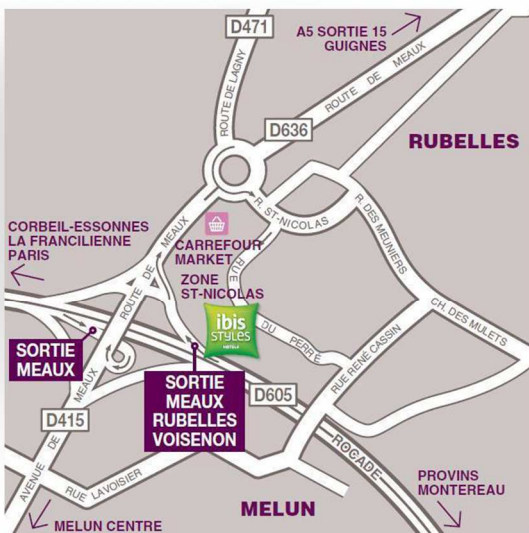 D471
A5 SORTIE 15
GUIGNES
ROUTE DE LAGNY
ROUTE DE MEAUX
D636
RUBELLES
R. ST-NICOLAS
R. DES MEUNIERS
CORBEIL-ESSONNES
LA FRANCILIENNE
PARIS
ROUTE DE MEAUX
CARREFOUR
MARKET
ZONE
ST-NICOLAS
RUE DU PERRÉ
CH. DES MULETS
ibis
STYLES
HOTELS
SORTIE
MEAUX
SORTIE
MEAUX
RUBELLES
VOISENON
D605
RUE RENÉ CASSIN
D415
AVENUE DE MEAUX
RUE LAVOISIER
ROCADE
PROVINS
MONTEREAU
MELUN
MELUN CENTRE